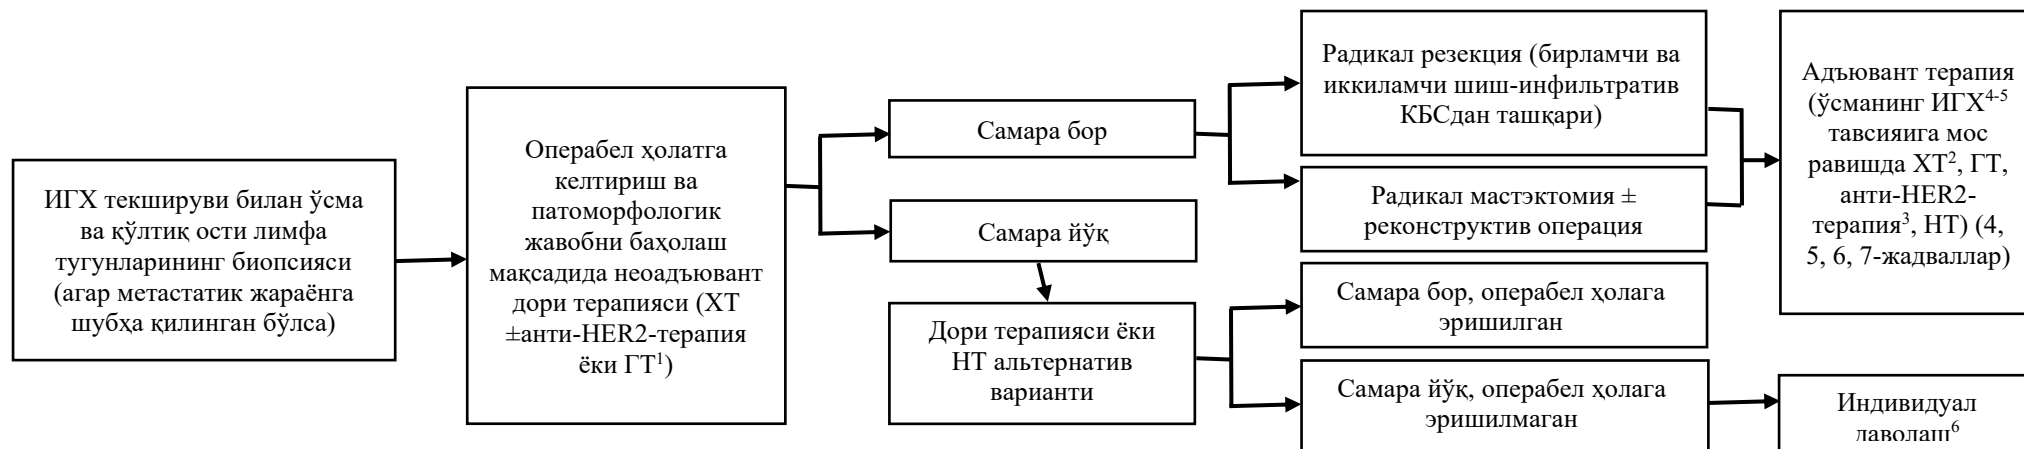 ИГХ текшируви билан ўсма
ва қўлтиқ ости лимфа
тугунларининг биопсияси
(агар метастатик жараёнга
шубҳа қилинган бўлса)
Операбел ҳолатга
келтириш ва
патоморфологик
жавобни баҳолаш
мақсадида неоадъювант
дори терапияси (ХТ
±анти-HER2-терапия
ёки ГТ¹)
Самара бор
Самара йўқ
Дори терапияси ёки
НТ альтернатив
варианти
Радикал резекция (бирламчи ва
иккиламчи шиш-инфильтратив
КБСдан ташқари)
Радикал мастэктомия ±
реконструктив операция
Самара бор, операбел ҳолага
эришилган
Самара йўқ, операбел ҳолага
эришилмаган
Адъювант терапия
(ўсманинг ИГХ⁴⁻⁵
тавсияига мос
равишда ХТ², ГТ,
анти-HER2-
терапия³, НТ) (4,
5, 6, 7-жадваллар)
Индивидуал
даволаш⁶